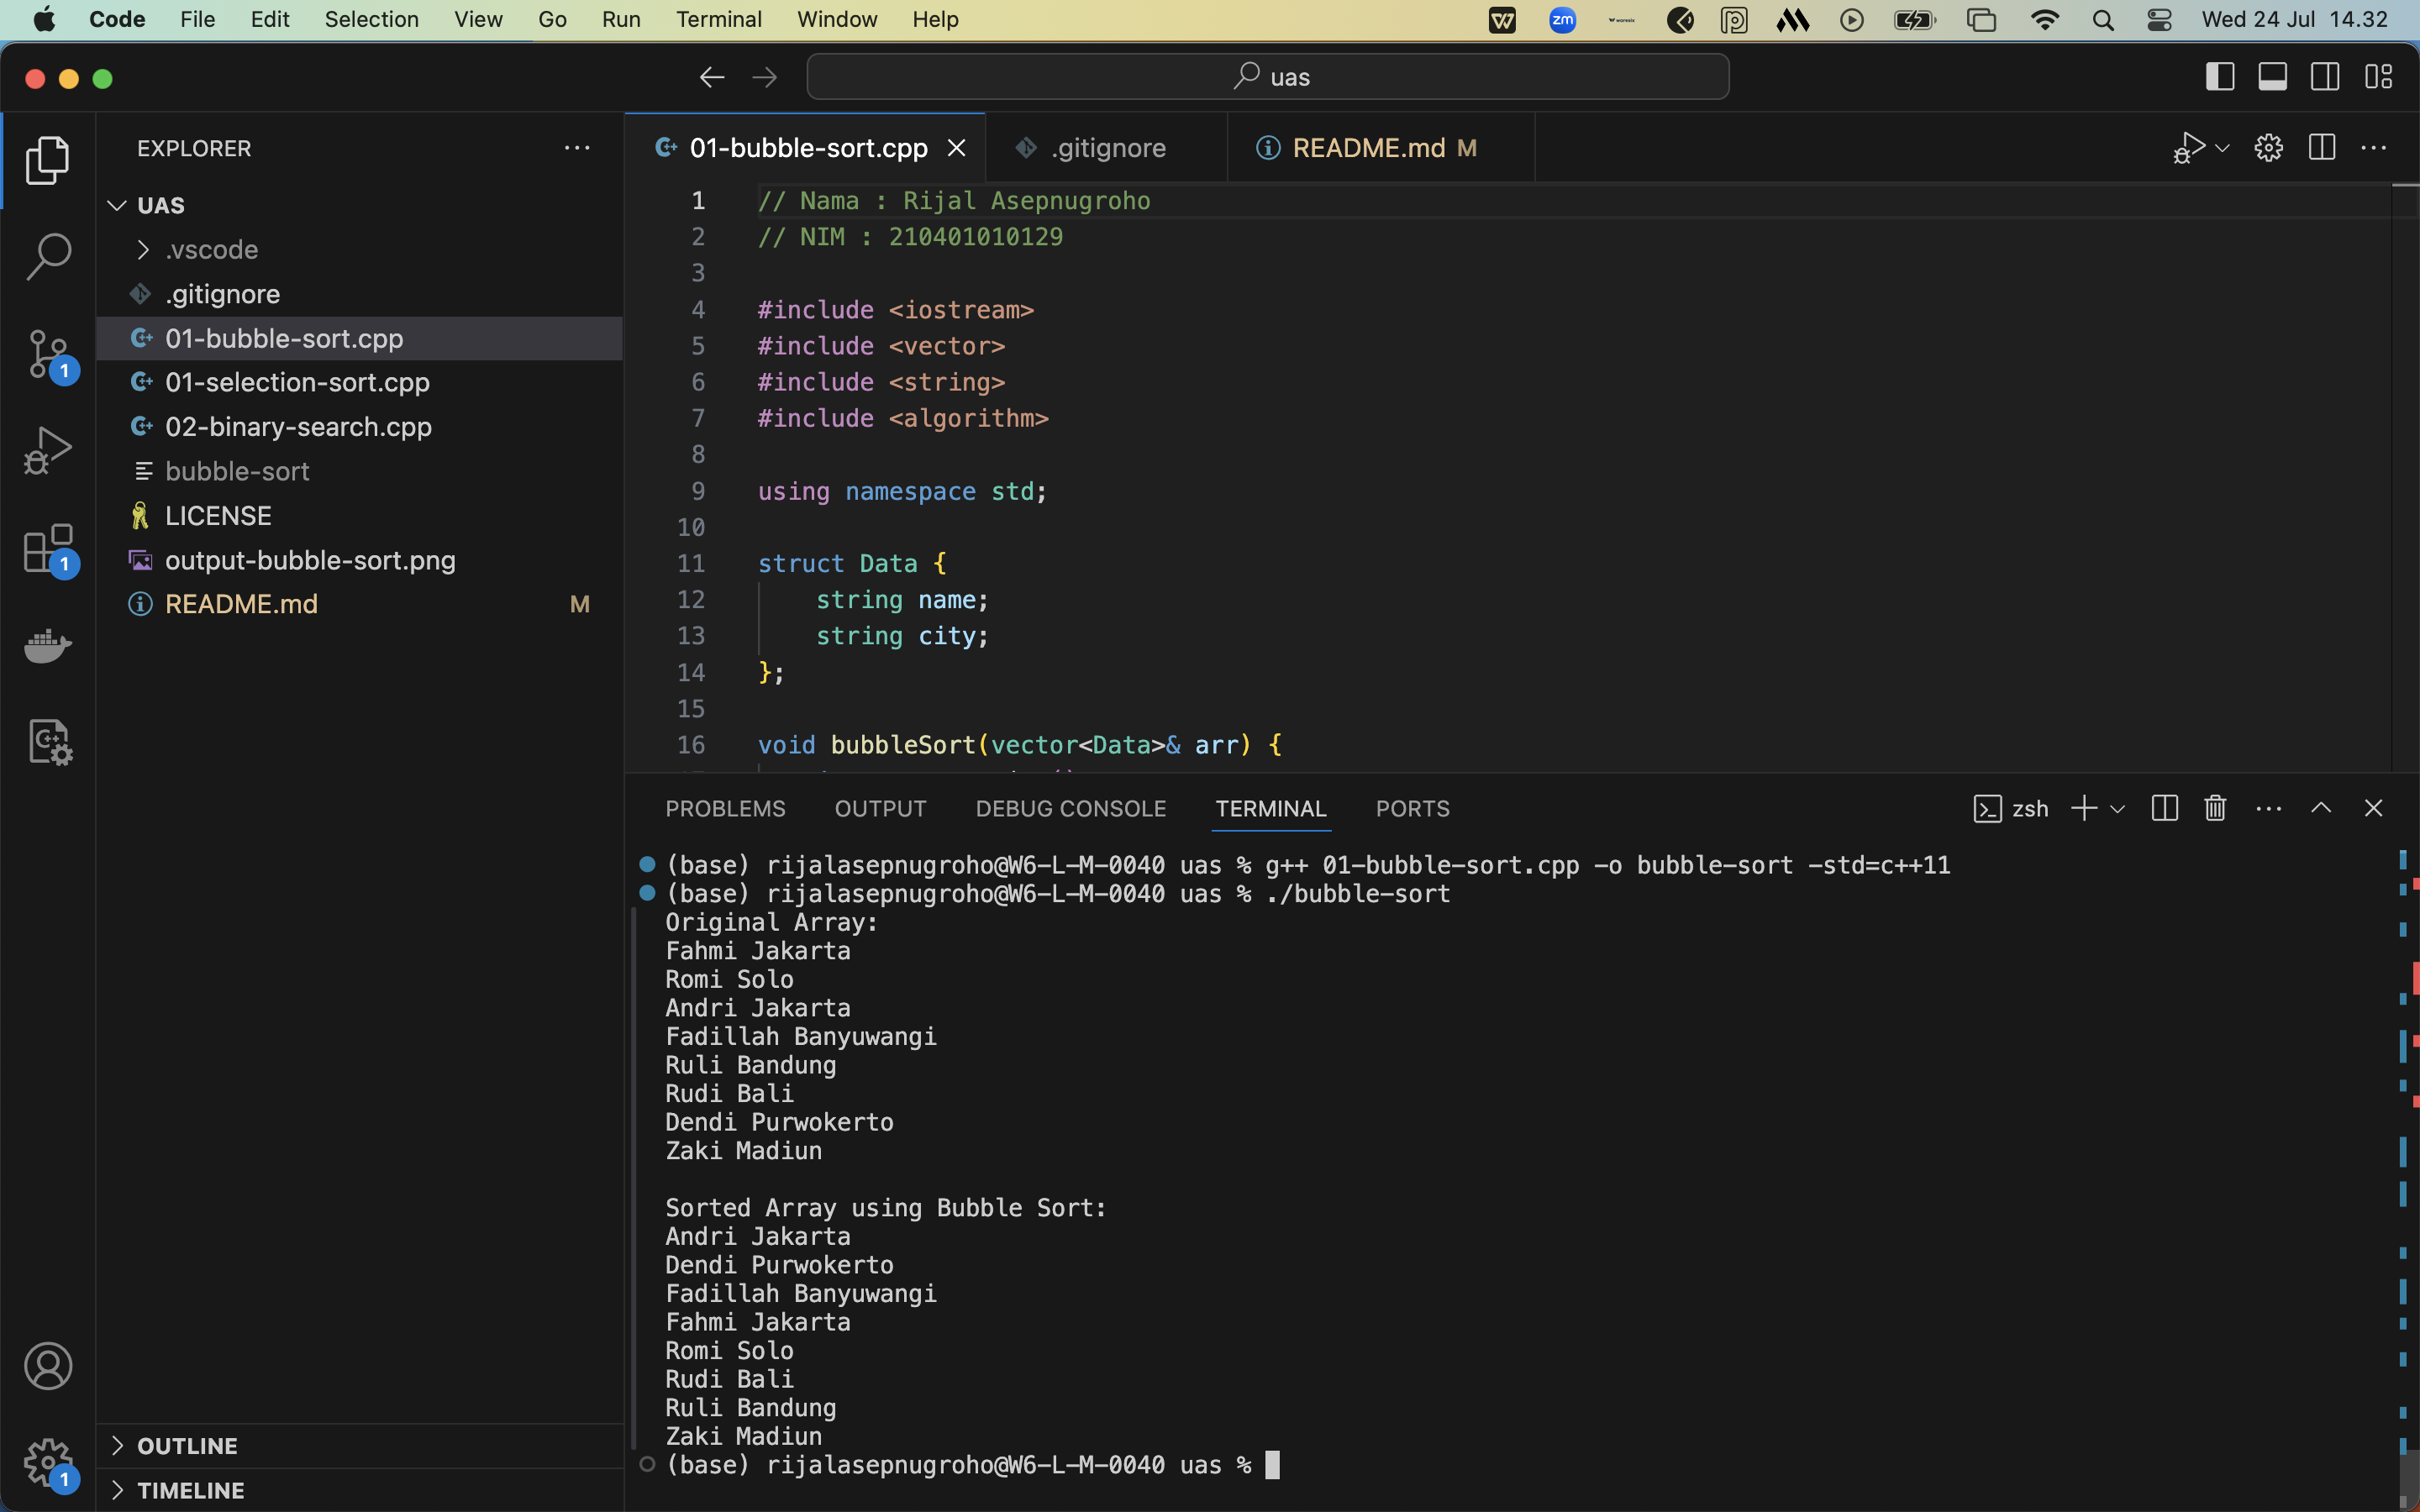 Code File Edit Selection View Go Run Terminal Window Help zm Wed 24 Jul 14.32
uas
EXPLORER
UAS
.vscode
.gitignore
01-bubble-sort.cpp
01-selection-sort.cpp
02-binary-search.cpp
bubble-sort
LICENSE
output-bubble-sort.png
README.md M
OUTLINE
TIMELINE
1
1
1
01-bubble-sort.cpp .gitignore README.md M
1 // Nama : Rijal Asepnugroho
2 // NIM : 210401010129
3
4 #include <iostream>
5 #include <vector>
6 #include <string>
7 #include <algorithm>
8
9 using namespace std;
10
11 struct Data {
12 string name;
13 string city;
14 };
15
16 void bubbleSort(vector<Data>& arr) {
PROBLEMS OUTPUT DEBUG CONSOLE TERMINAL PORTS zsh
(base) rijalasepnugroho@W6-L-M-0040 uas % g++ 01-bubble-sort.cpp -o bubble-sort -std=c++11
(base) rijalasepnugroho@W6-L-M-0040 uas % ./bubble-sort
Original Array:
Fahmi Jakarta
Romi Solo
Andri Jakarta
Fadillah Banyuwangi
Ruli Bandung
Rudi Bali
Dendi Purwokerto
Zaki Madiun
Sorted Array using Bubble Sort:
Andri Jakarta
Dendi Purwokerto
Fadillah Banyuwangi
Fahmi Jakarta
Romi Solo
Rudi Bali
Ruli Bandung
Zaki Madiun
(base) rijalasepnugroho@W6-L-M-0040 uas %